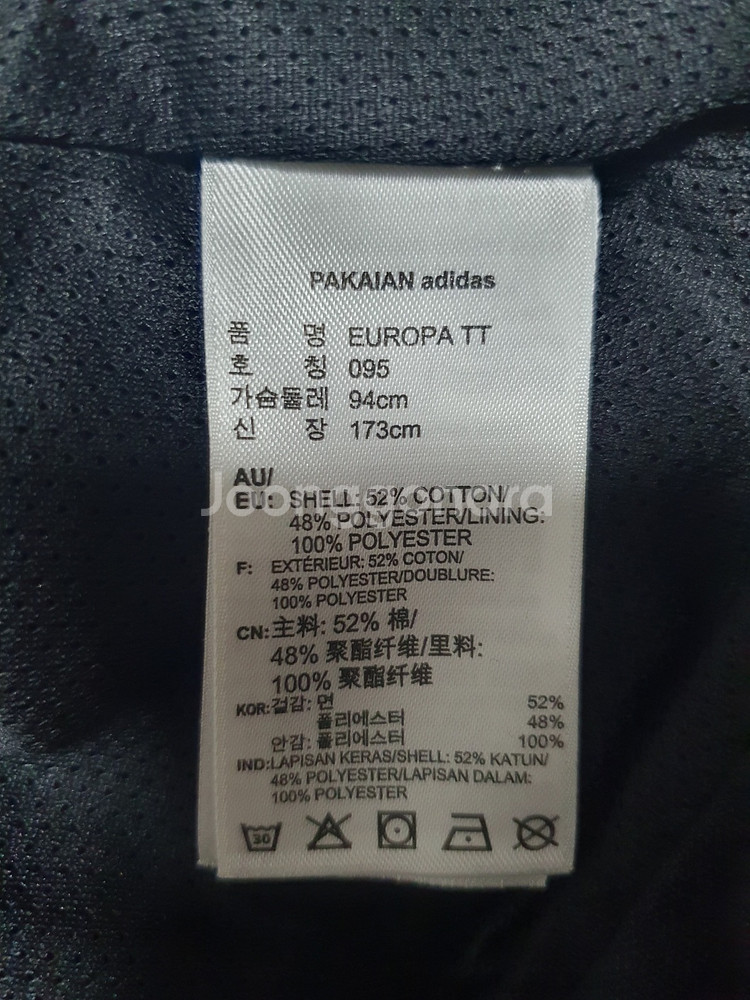 PAKAIAN adidas
품 명 EUROPA TT
호 칭 095
가슴둘레 94cm
신 장 173cm
AU/
EU: SHELL: 52% COTTON/
48% POLYESTER/LINING:
100% POLYESTER
F: EXTÉRIEUR: 52% COTON/
48% POLYESTER/DOUBLURE:
100% POLYESTER
CN: 主料: 52% 棉/
48% 聚酯纤维/里料:
100% 聚酯纤维
KOR: 겉감: 면 52%
폴리에스터 48%
안감: 폴리에스터 100%
IND: LAPISAN KERAS/SHELL: 52% KATUN/
48% POLYESTER/LAPISAN DALAM:
100% POLYESTER
30
Joonggonara